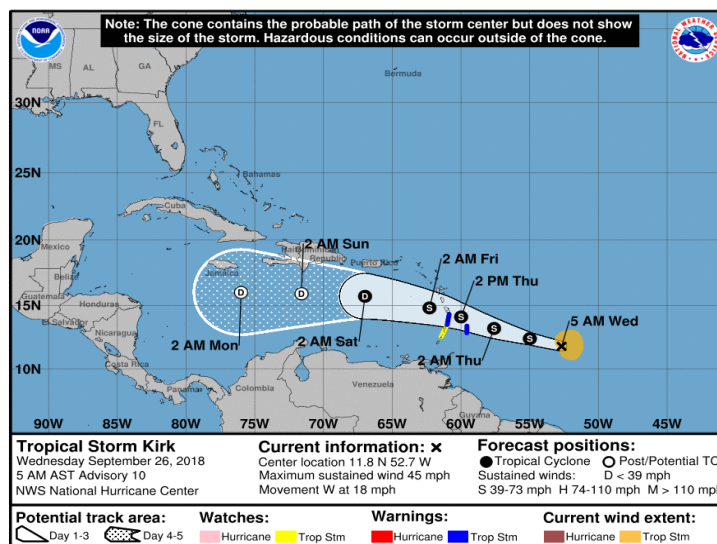 Note: The cone contains the probable path of the storm center but does not show
the size of the storm. Hazardous conditions can occur outside of the cone.
NOAA
NATIONAL WEATHER SERVICE
MS
AL
GA
Bermuda
30N
FL
25N
Bahamas
Cuba
20N
Mexico
2 AM Sun
Haiti
Dominican
Republic
Puerto Rico
2 AM Fri
Belize
Jamaica
2 PM Thu
Guatemala
Honduras
15N
D
D
D
S
S
S
S
5 AM Wed
El Salvador
Nicaragua
2 AM Mon
2 AM Sat
2 AM Thu
10N
Costa Rica
Panama
Colombia
Venezuela
Guyana
90W 85W 80W 75W 70W 65W 60W 55W 50W 45W
Tropical Storm Kirk
Wednesday September 26, 2018
5 AM AST Advisory 10
NWS National Hurricane Center
Current information: ×
Center location 11.8 N 52.7 W
Maximum sustained wind 45 mph
Movement W at 18 mph
Forecast positions:
Tropical Cyclone Post/Potential TC
Sustained winds: D < 39 mph
S 39-73 mph H 74-110 mph M > 110 mph
Potential track area:
Day 1-3 Day 4-5
Watches:
Hurricane Trop Stm
Warnings:
Hurricane Trop Stm
Current wind extent:
Hurricane Trop Stm